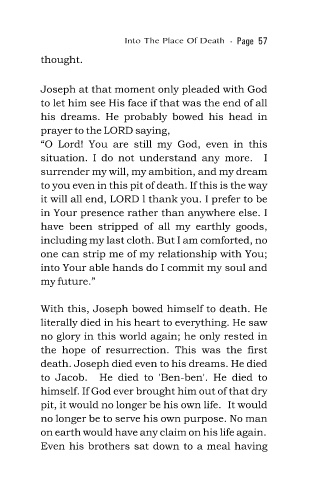 Into The Place Of Death - Page 57
thought.
Joseph at that moment only pleaded with God
to let him see His face if that was the end of all
his dreams. He probably bowed his head in
prayer to the LORD saying,
“O Lord! You are still my God, even in this
situation. I do not understand any more. I
surrender my will, my ambition, and my dream
to you even in this pit of death. If this is the way
it will all end, LORD l thank you. I prefer to be
in Your presence rather than anywhere else. I
have been stripped of all my earthly goods,
including my last cloth. But I am comforted, no
one can strip me of my relationship with You;
into Your able hands do I commit my soul and
my future.”
With this, Joseph bowed himself to death. He
literally died in his heart to everything. He saw
no glory in this world again; he only rested in
the hope of resurrection. This was the first
death. Joseph died even to his dreams. He died
to Jacob. He died to 'Ben-ben'. He died to
himself. If God ever brought him out of that dry
pit, it would no longer be his own life. It would
no longer be to serve his own purpose. No man
on earth would have any claim on his life again.
Even his brothers sat down to a meal having